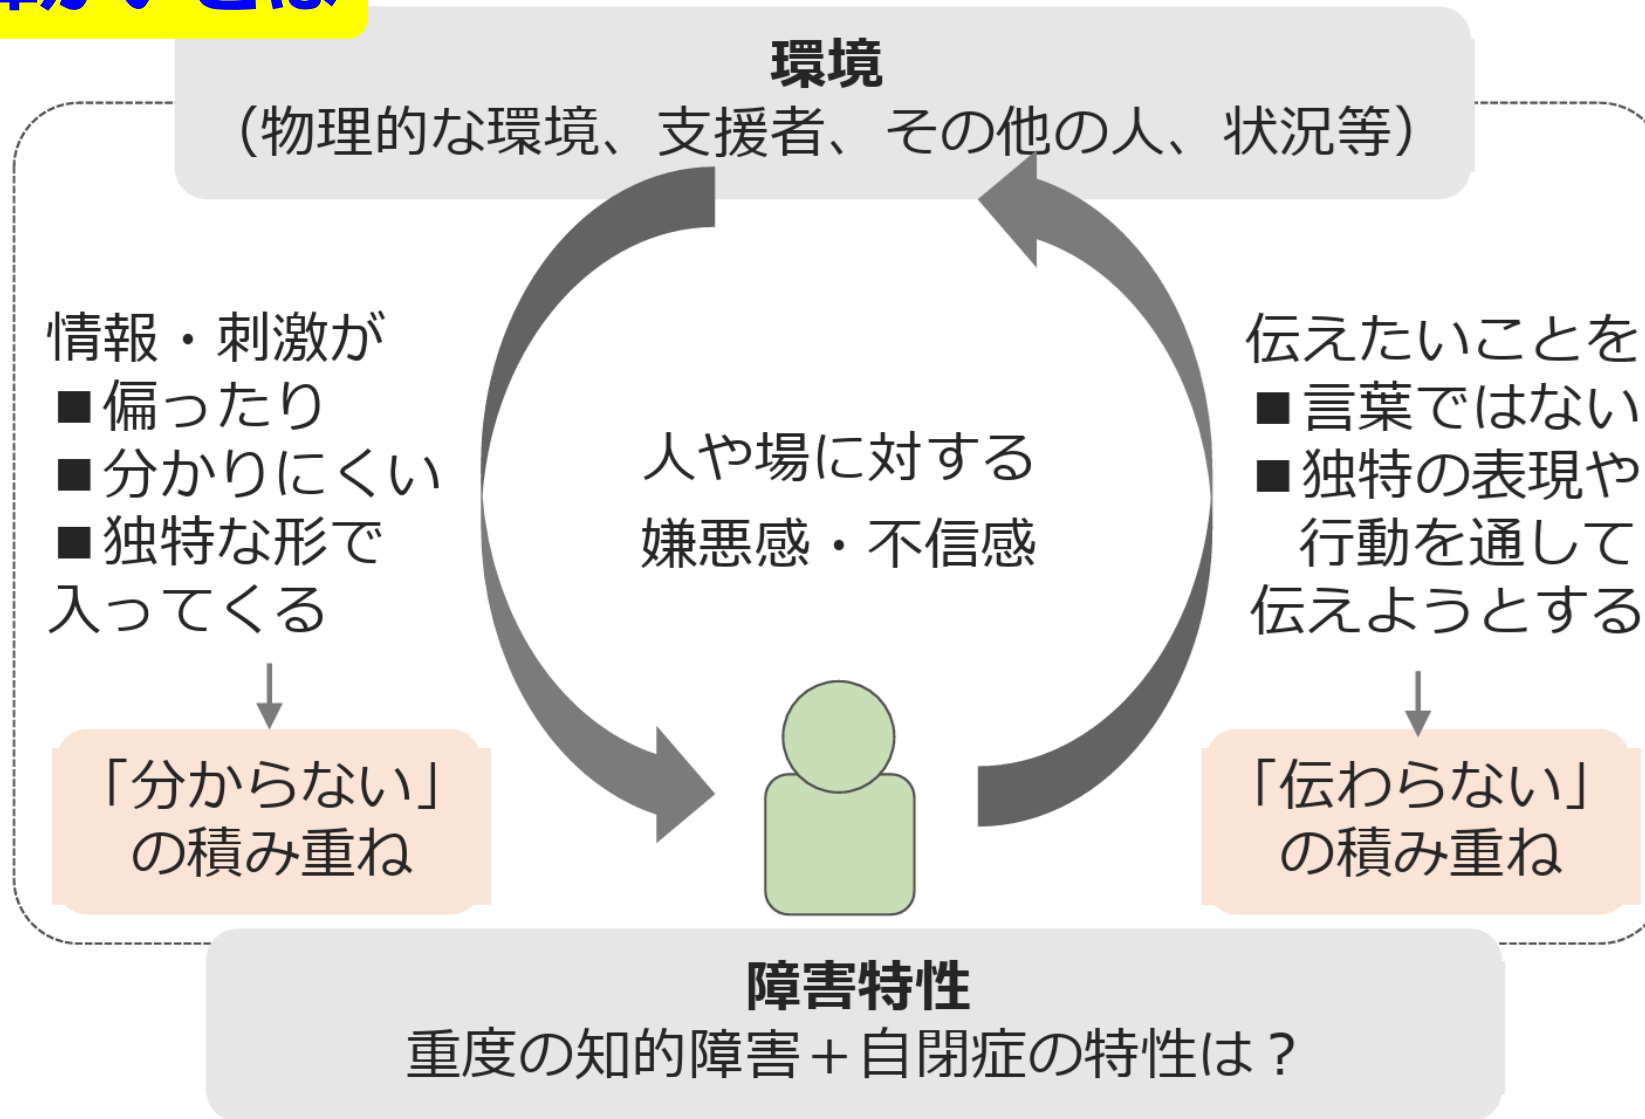 障がいとは
環境
（物理的な環境、支援者、その他の人、状況等）
情報・刺激が
■偏ったり
■分かりにくい
■独特な形で
入ってくる
「分からない」
の積み重ね
人や場に対する
嫌悪感・不信感
伝えたいことを
■言葉ではない
■独特の表現や
行動を通して
伝えようとする
「伝わらない」
の積み重ね
障害特性
重度の知的障害＋自閉症の特性は？